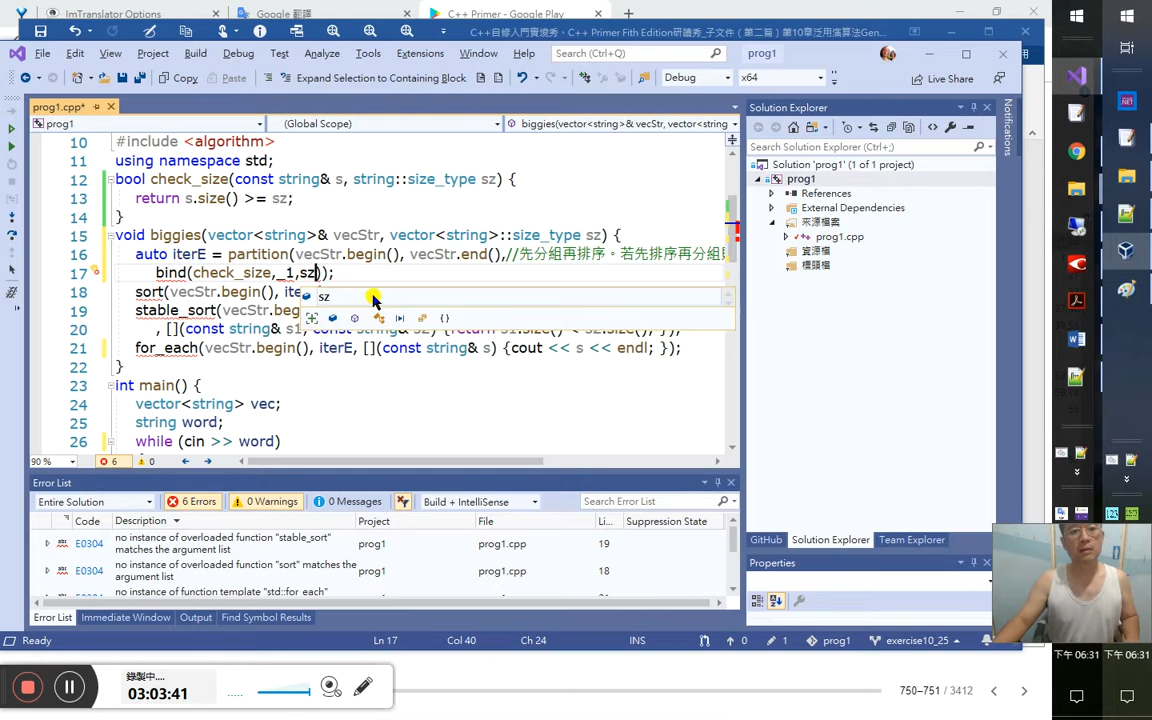 ImTranslator Options
Google 翻譯
C++ Primer - Google Play
C++自修入門實境秀、C++ Primer Fith Edition研讀秀_子文件（第二篇）第10章泛用演算法Gen...
File Edit View Project Build Debug Test Analyze Tools Extensions Window Help Search (Ctrl+Q) prog1
Copy Paste Expand Selection to Containing Block Debug x64 Live Share
prog1.cpp*
prog1 (Global Scope) biggies(vector<string>& vecStr, vector<string
10 #include <algorithm>
11 using namespace std;
12 bool check_size(const string& s, string::size_type sz) {
13 return s.size() >= sz;
14 }
15 void biggies(vector<string>& vecStr, vector<string>::size_type sz) {
16 auto iterE = partition(vecStr.begin(), vecStr.end(),//先分組再排序。若先排序再分組
17 bind(check_size,_1,sz));
18 sort(vecStr.begin(), ite
sz
19 stable_sort(vecStr.beg
20 , [](const string& s1, const string& s2) {return s1.size() < s2.size(); });
21 for_each(vecStr.begin(), iterE, [](const string& s) {cout << s << endl; });
22 }
23 int main() {
24 vector<string> vec;
25 string word;
26 while (cin >> word)
90 % 6 0
Error List
Entire Solution 6 Errors 0 Warnings 0 Messages Build + IntelliSense Search Error List
Code Description Project File Li... Suppression State
E0304 no instance of overloaded function "stable_sort" matches the argument list prog1 prog1.cpp 19
E0304 no instance of overloaded function "sort" matches the argument list prog1 prog1.cpp 18
no instance of function template "std::for_each"
Error List Immediate Window Output Find Symbol Results
Ready Ln 17 Col 40 Ch 24 INS 0 1 prog1 exercise10_25
Solution Explorer
Search Solution Explorer (Ctrl+;)
Solution 'prog1' (1 of 1 project)
prog1
References
External Dependencies
來源檔案
prog1.cpp
資源檔
標頭檔
GitHub Solution Explorer Team Explorer
Properties
Notifications
錄製中...
03:03:41
750–751 / 3412
下午 06:31 下午 06:31